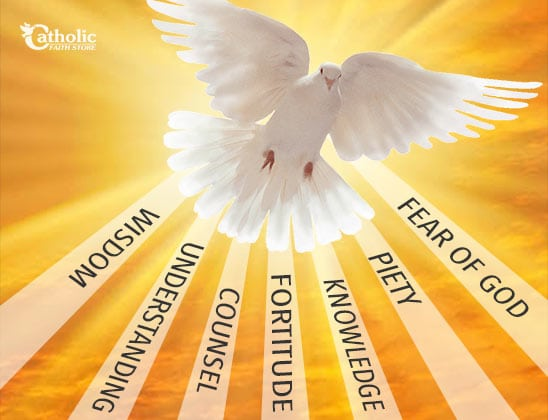 Catholic
FAITH STORE
WISDOM
UNDERSTANDING
COUNSEL
FORTITUDE
KNOWLEDGE
PIETY
FEAR OF GOD